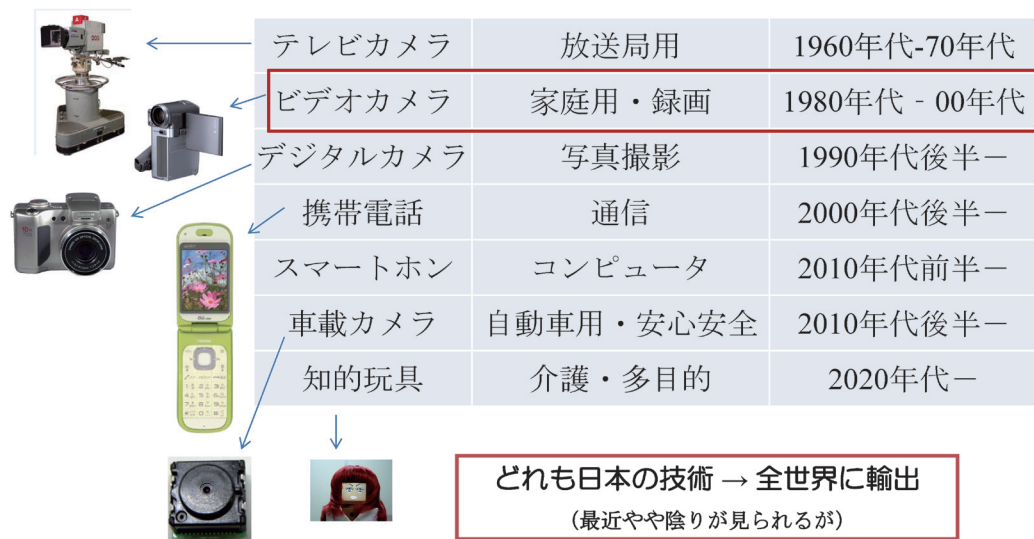 テレビカメラ 放送局用 1960年代-70年代
ビデオカメラ 家庭用・録画 1980年代‐00年代
デジタルカメラ 写真撮影 1990年代後半－
携帯電話 通信 2000年代後半－
スマートホン コンピュータ 2010年代前半－
車載カメラ 自動車用・安心安全 2010年代後半－
知的玩具 介護・多目的 2020年代－
どれも日本の技術 → 全世界に輸出
（最近やや陰りが見られるが）